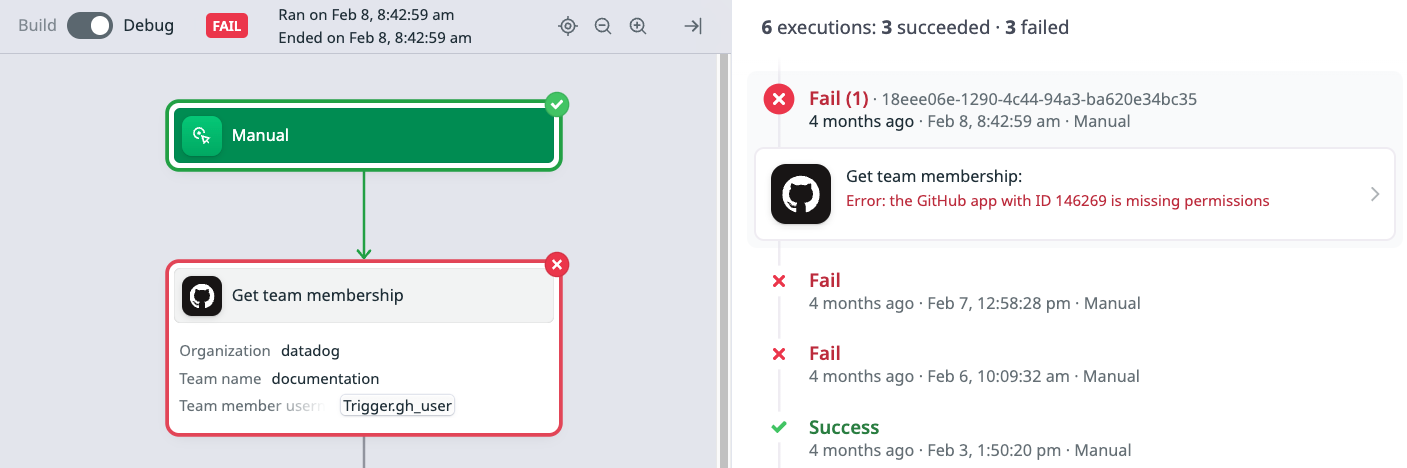 Build Debug FAIL Ran on Feb 8, 8:42:59 am
Ended on Feb 8, 8:42:59 am
Manual
Get team membership
Organization datadog
Team name documentation
Team member usern Trigger.gh_user
6 executions: 3 succeeded · 3 failed
Fail (1) · 18eee06e-1290-4c44-94a3-ba620e34bc35
4 months ago · Feb 8, 8:42:59 am · Manual
Get team membership:
Error: the GitHub app with ID 146269 is missing permissions
Fail
4 months ago · Feb 7, 12:58:28 pm · Manual
Fail
4 months ago · Feb 6, 10:09:32 am · Manual
Success
4 months ago · Feb 3, 1:50:20 pm · Manual